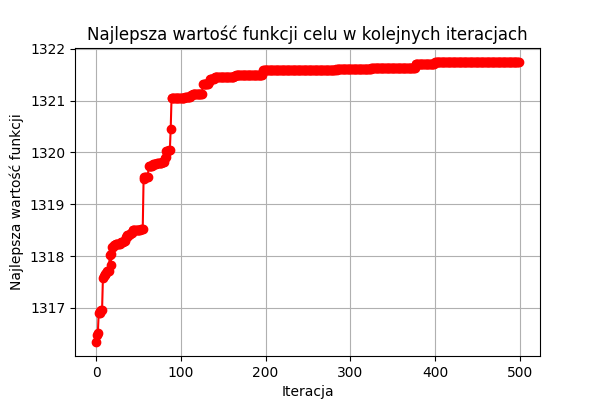 Najlepsza wartość funkcji celu w kolejnych iteracjach
1322
1321
1320
1319
1318
1317
Najlepsza wartość funkcji
0 100 200 300 400 500
Iteracja